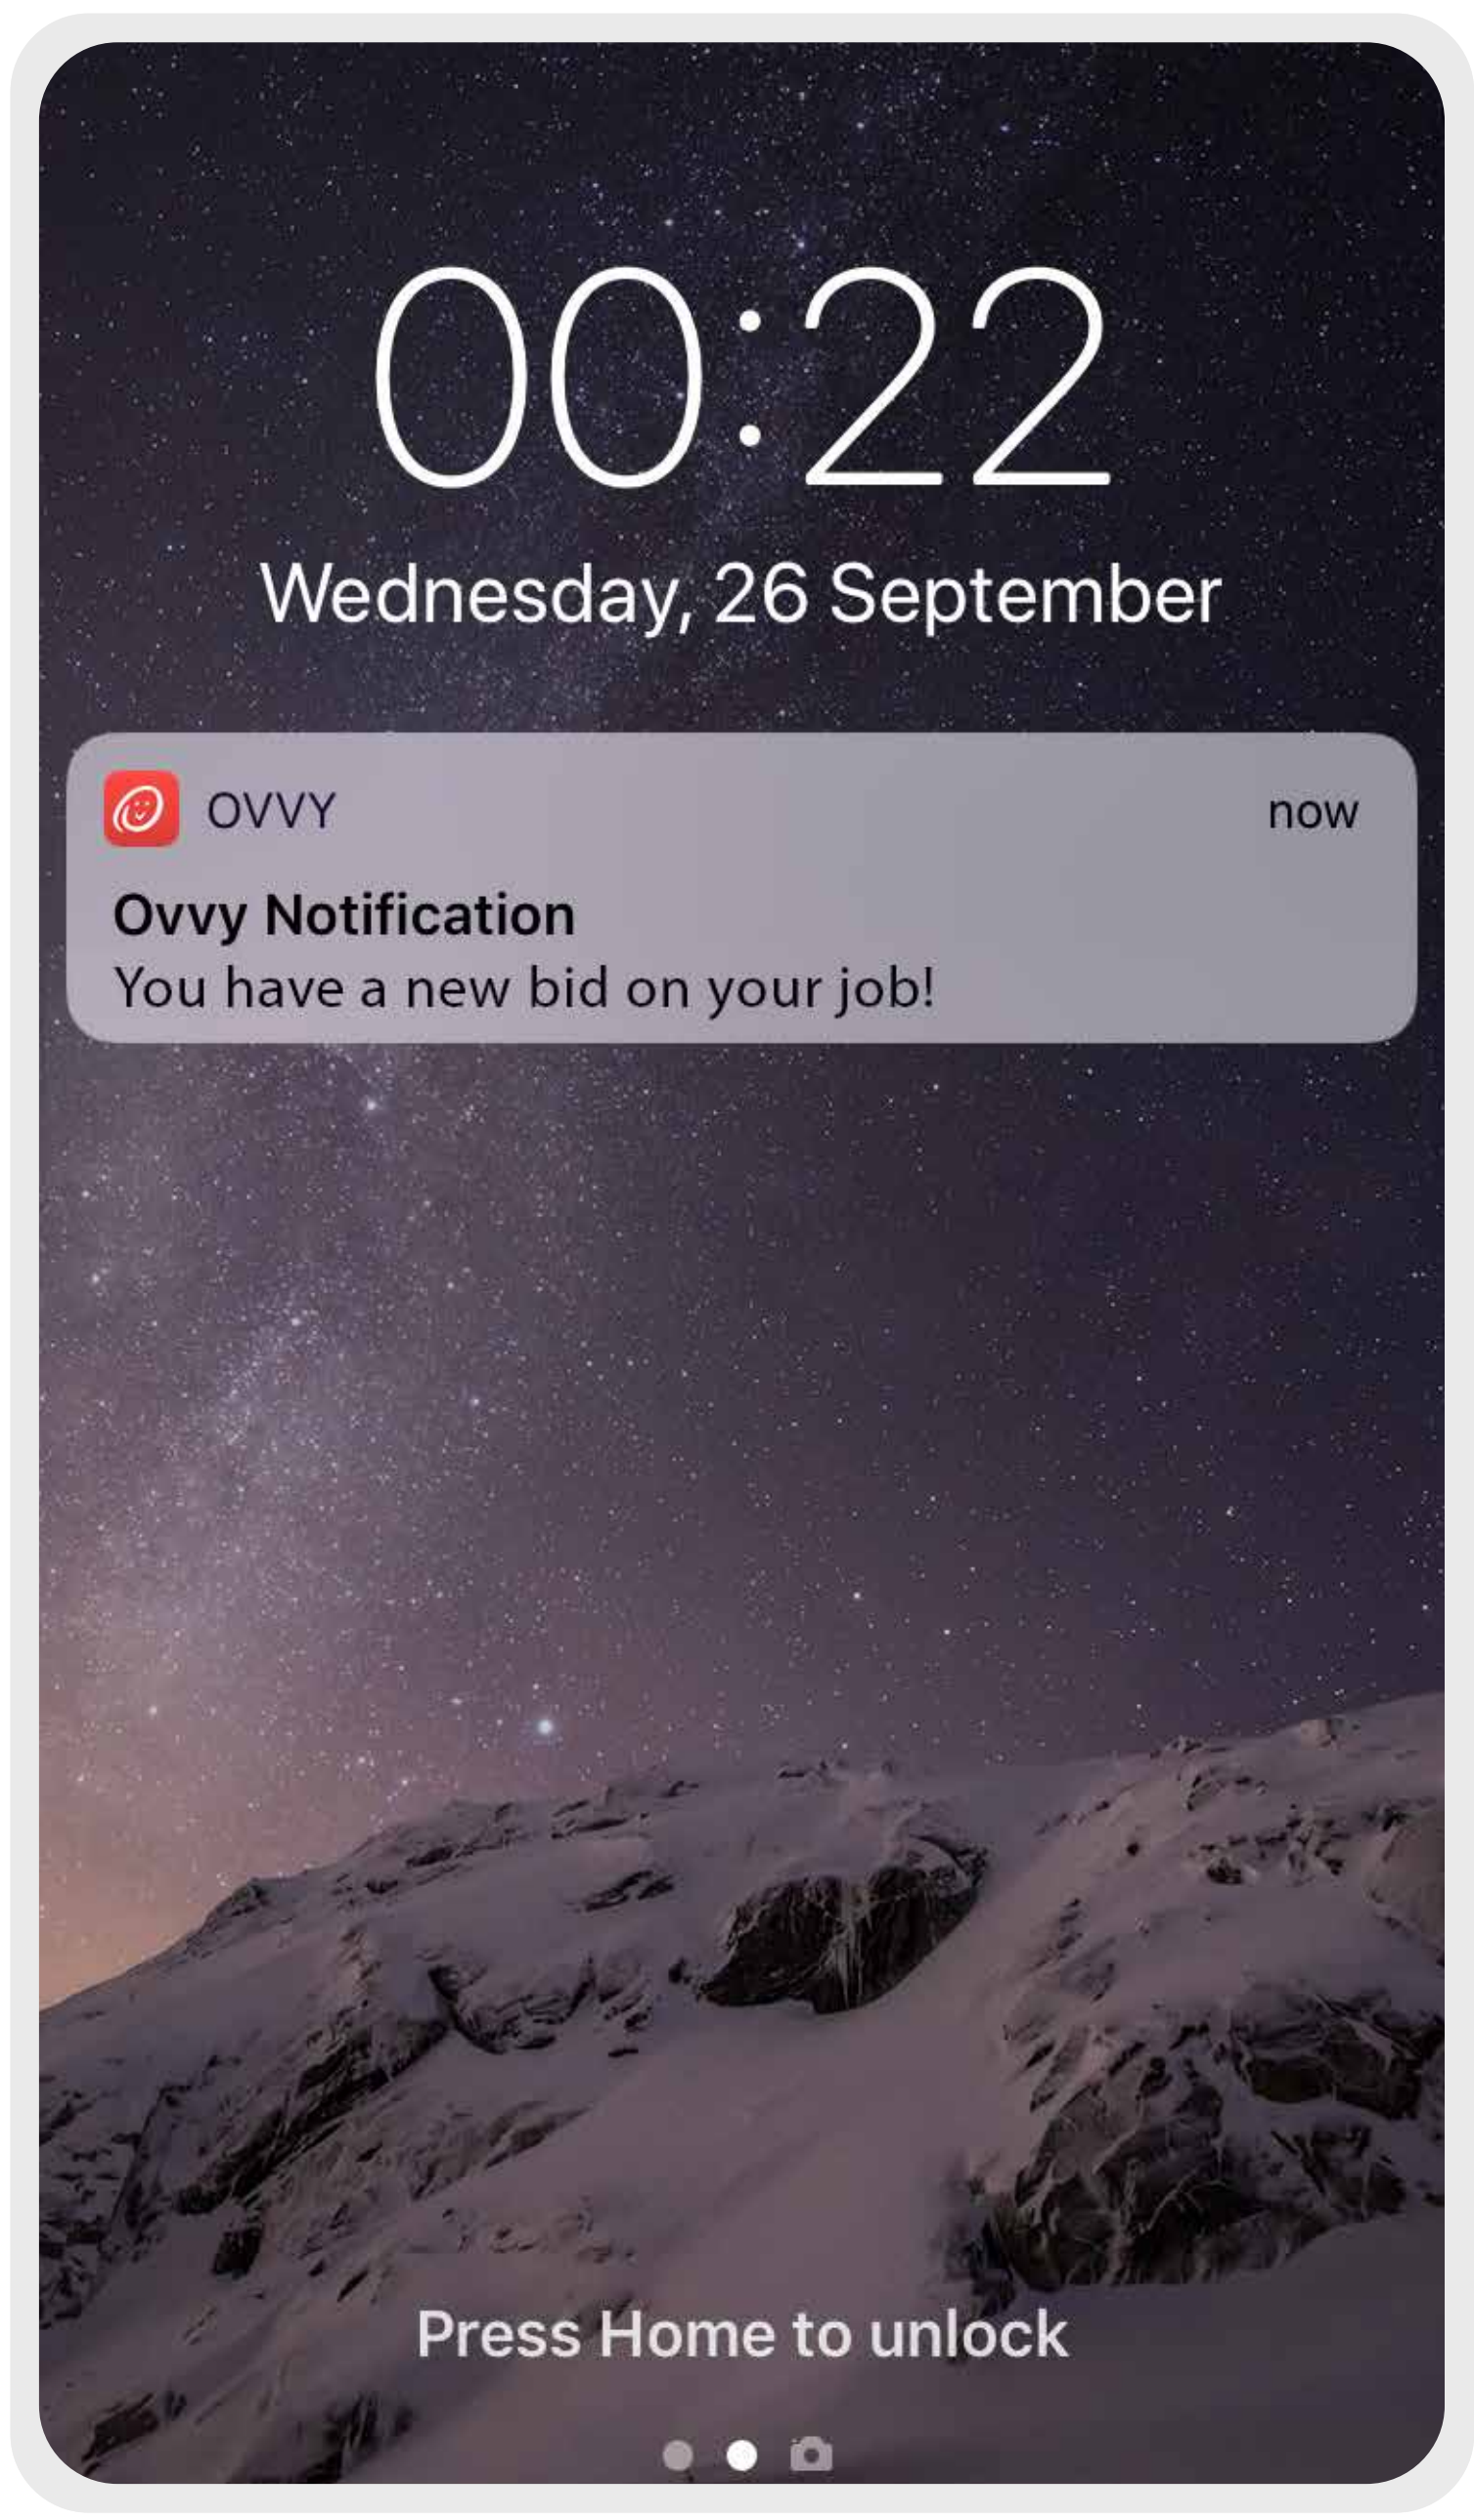 00:22
Wednesday, 26 September
OVVY now
Ovvy Notification
You have a new bid on your job!
Press Home to unlock